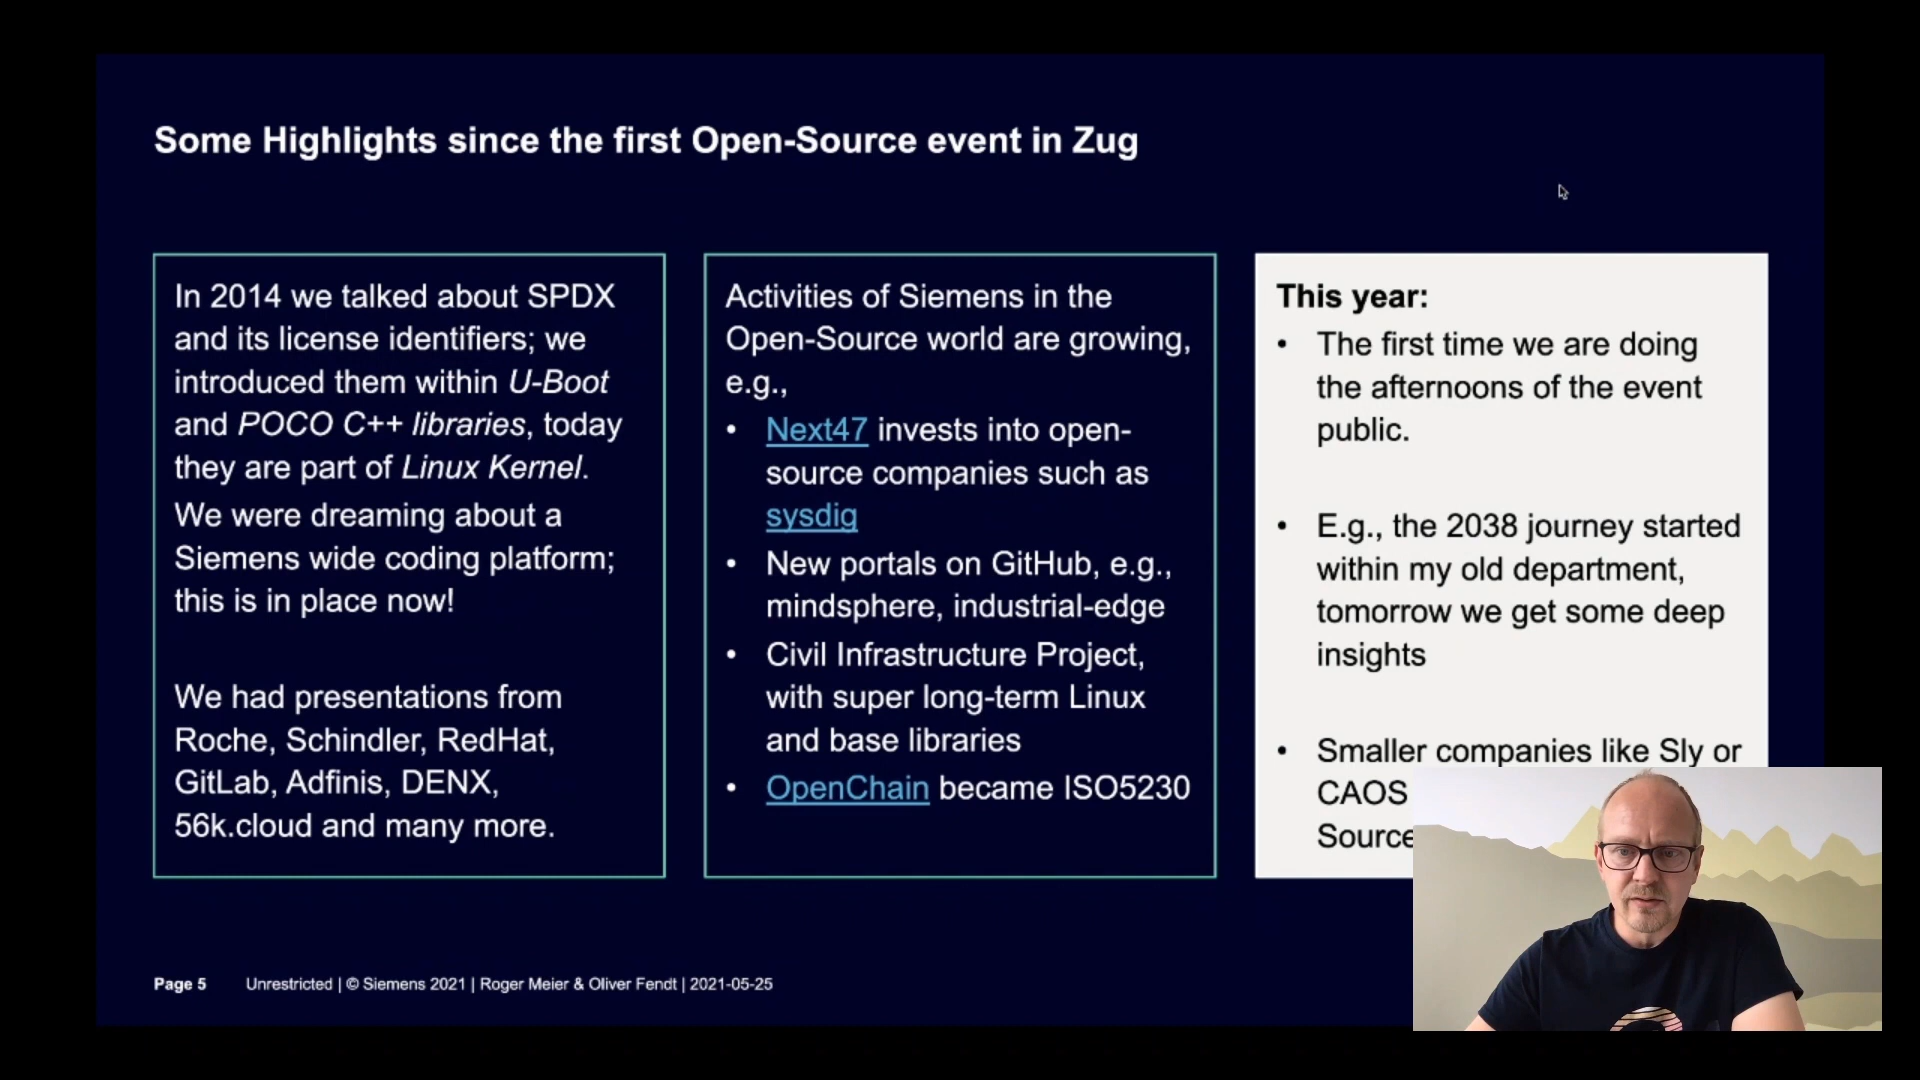 Some Highlights since the first Open-Source event in Zug
In 2014 we talked about SPDX
and its license identifiers; we
introduced them within U-Boot
and POCO C++ libraries, today
they are part of Linux Kernel.
We were dreaming about a
Siemens wide coding platform;
this is in place now!
We had presentations from
Roche, Schindler, RedHat,
GitLab, Adfinis, DENX,
56k.cloud and many more.
Activities of Siemens in the
Open-Source world are growing,
e.g.,
• Next47 invests into open-
source companies such as
sysdig
• New portals on GitHub, e.g.,
mindsphere, industrial-edge
• Civil Infrastructure Project,
with super long-term Linux
and base libraries
• OpenChain became ISO5230
This year:
• The first time we are doing
the afternoons of the event
public.
• E.g., the 2038 journey started
within my old department,
tomorrow we get some deep
insights
• Smaller companies like Sly or
CAOS
Source
Page 5 Unrestricted | © Siemens 2021 | Roger Meier & Oliver Fendt | 2021-05-25